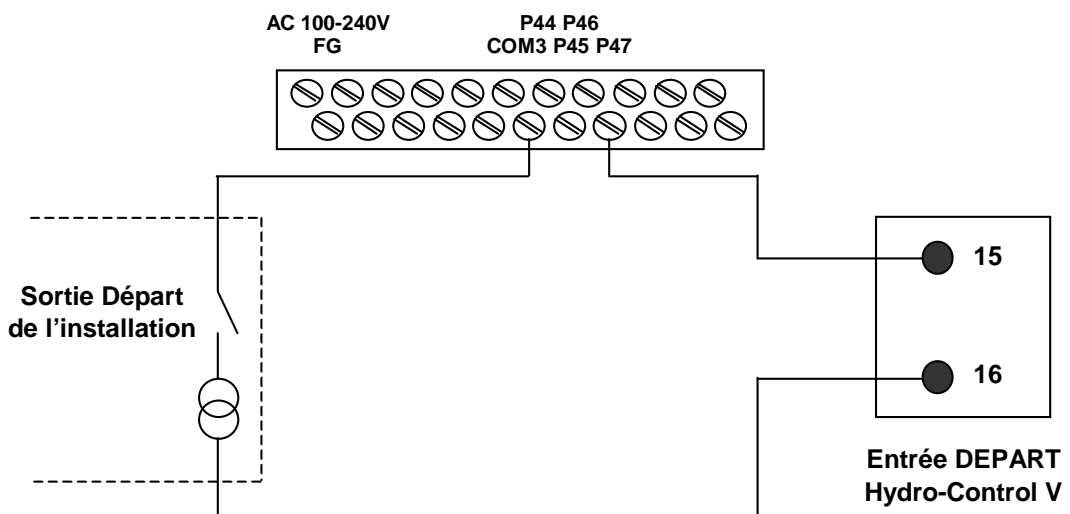 AC 100-240V
FG
P44 P46
COM3 P45 P47
Sortie Départ
de l’installation
15
16
Entrée DEPART
Hydro-Control V